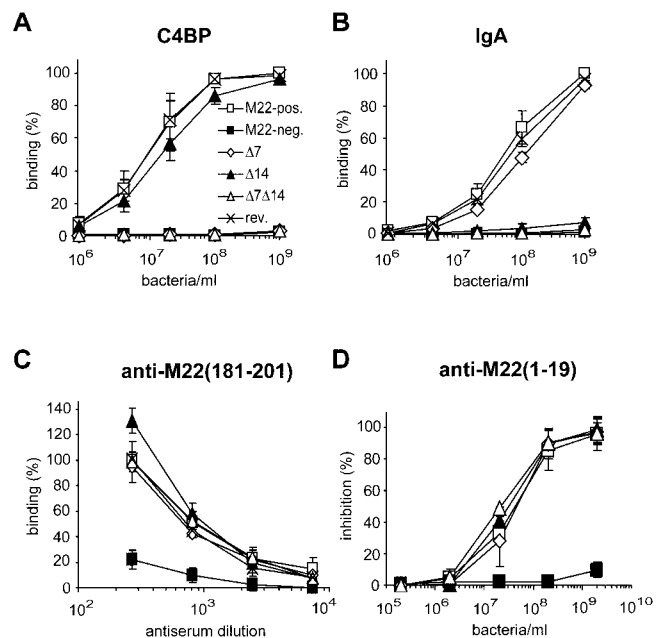 A
C4BP
binding (%)
100
80
60
40
20
0
10⁶
10⁷
10⁸
10⁹
bacteria/ml
M22-pos.
M22-neg.
Δ7
Δ14
Δ7Δ14
rev.
B
IgA
binding (%)
100
80
60
40
20
0
10⁶
10⁷
10⁸
10⁹
bacteria/ml
C
anti-M22(181-201)
binding (%)
140
120
100
80
60
40
20
0
10²
10³
10⁴
antiserum dilution
D
anti-M22(1-19)
inhibition (%)
100
80
60
40
20
0
10⁵
10⁶
10⁷
10⁸
10⁹
10¹⁰
bacteria/ml